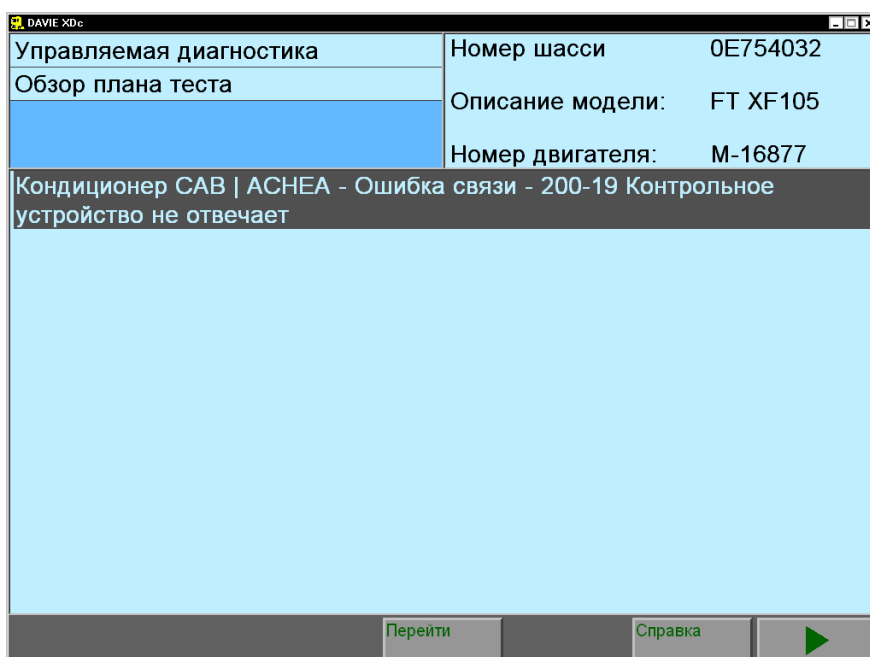 DAVIE XDc
Управляемая диагностика
Обзор плана теста
Номер шасси 0E754032
Описание модели: FT XF105
Номер двигателя: M-16877
Кондиционер CAB | ACHEA - Ошибка связи - 200-19 Контрольное
устройство не отвечает
Перейти
Справка